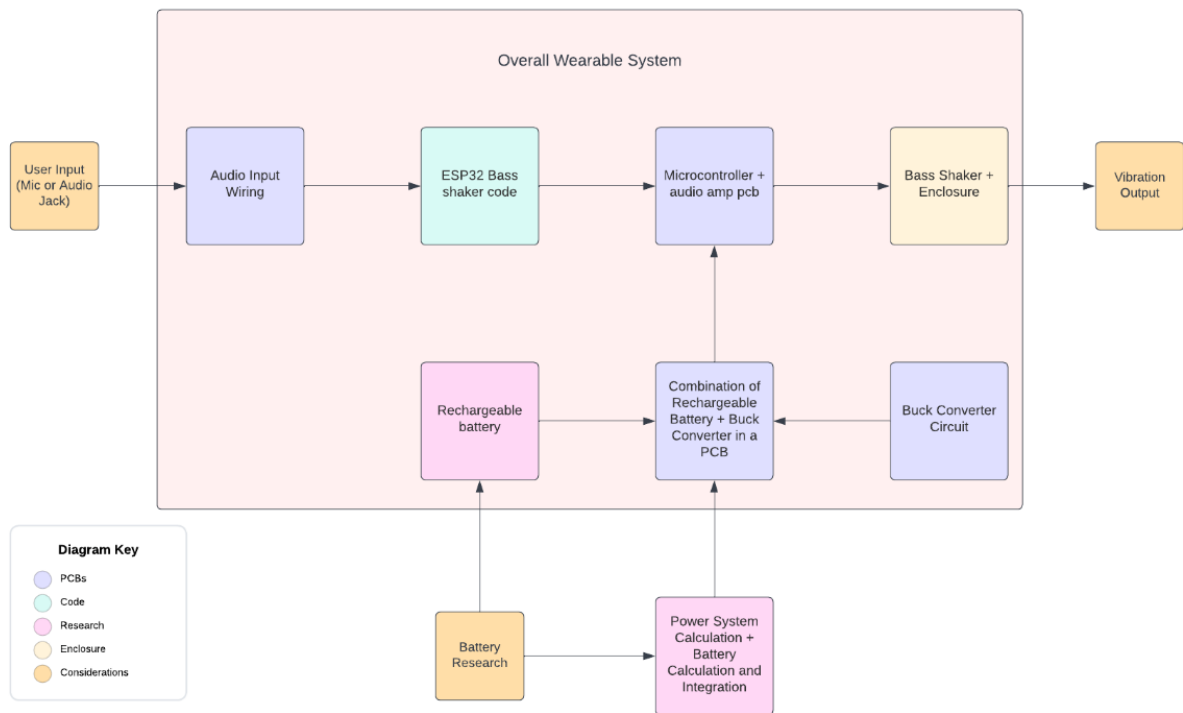 Overall Wearable System
User Input
(Mic or Audio
Jack)
Audio Input
Wiring
ESP32 Bass
shaker code
Microcontroller +
audio amp pcb
Bass Shaker +
Enclosure
Vibration
Output
Rechargeable
battery
Combination of
Rechargeable
Battery + Buck
Converter in a
PCB
Buck Converter
Circuit
Diagram Key
PCBs
Code
Research
Enclosure
Considerations
Battery
Research
Power System
Calculation +
Battery
Calculation and
Integration